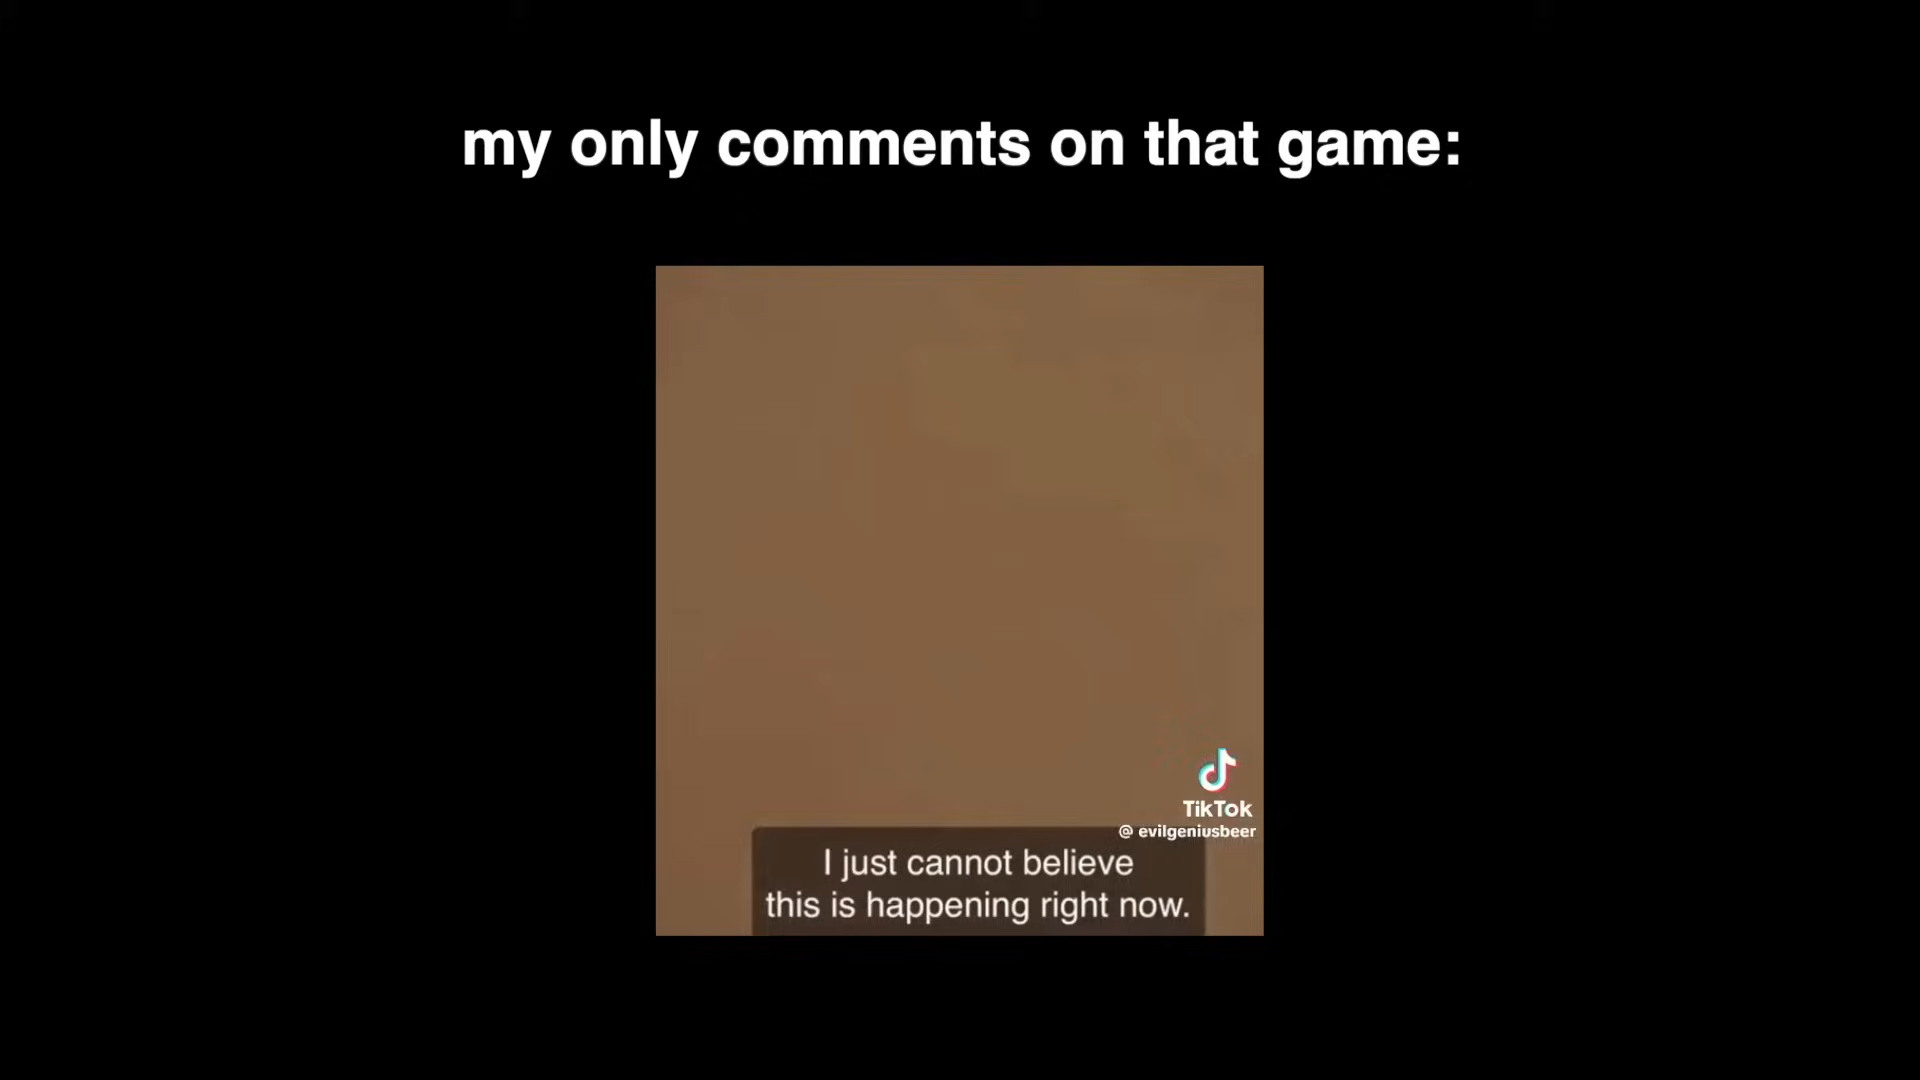 my only comments on that game:
TikTok
@ evilgeniusbeer
I just cannot believe
this is happening right now.